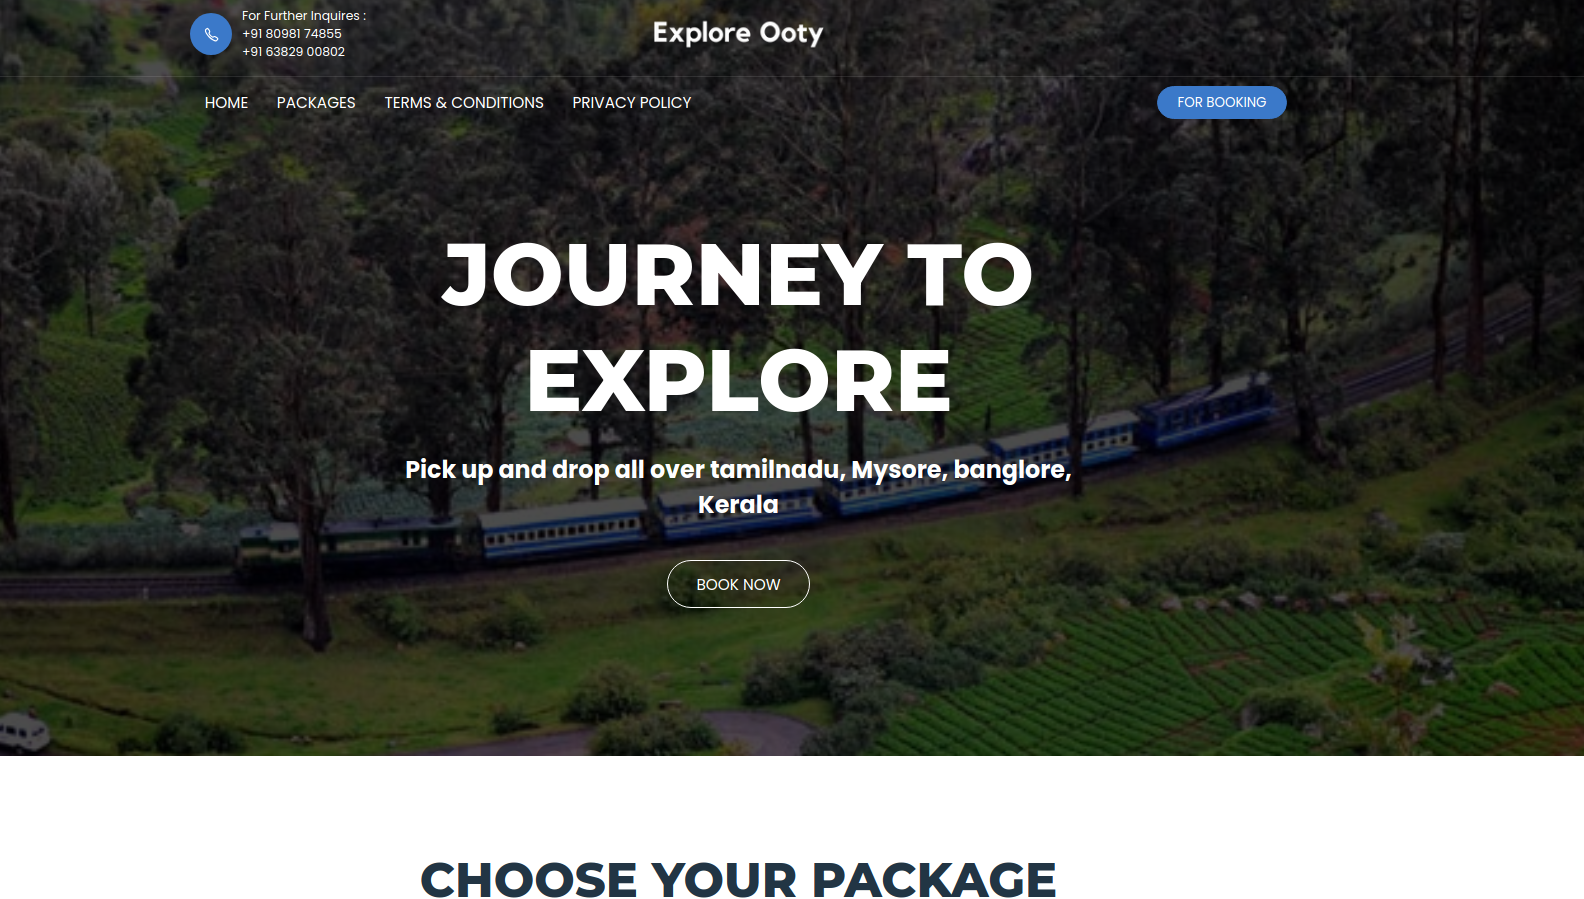 For Further Inquires :
+91 80981 74855
+91 63829 00802
Explore Ooty
HOME PACKAGES TERMS & CONDITIONS PRIVACY POLICY FOR BOOKING
JOURNEY TO
EXPLORE
Pick up and drop all over tamilnadu, Mysore, banglore,
Kerala
BOOK NOW
CHOOSE YOUR PACKAGE